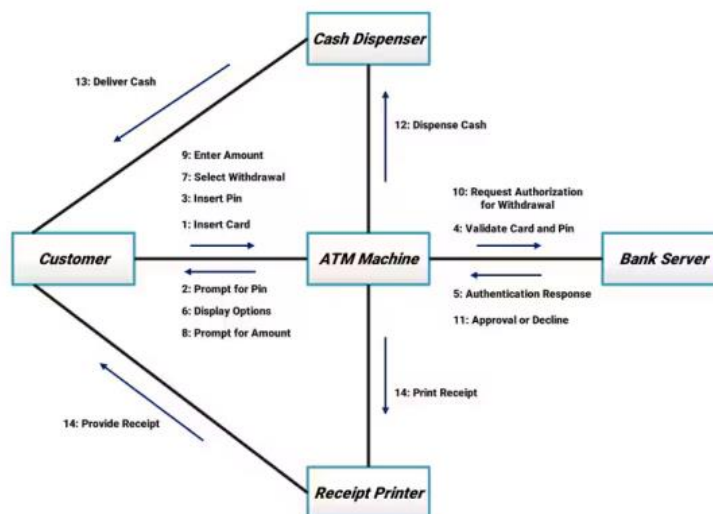 Cash Dispenser
13: Deliver Cash
12: Dispense Cash
9: Enter Amount
7: Select Withdrawal
3: Insert Pin
1: Insert Card
10: Request Authorization
for Withdrawal
4: Validate Card and Pin
Customer
ATM Machine
Bank Server
2: Prompt for Pin
6: Display Options
8: Prompt for Amount
5: Authentication Response
11: Approval or Decline
14: Print Receipt
14: Provide Receipt
Receipt Printer